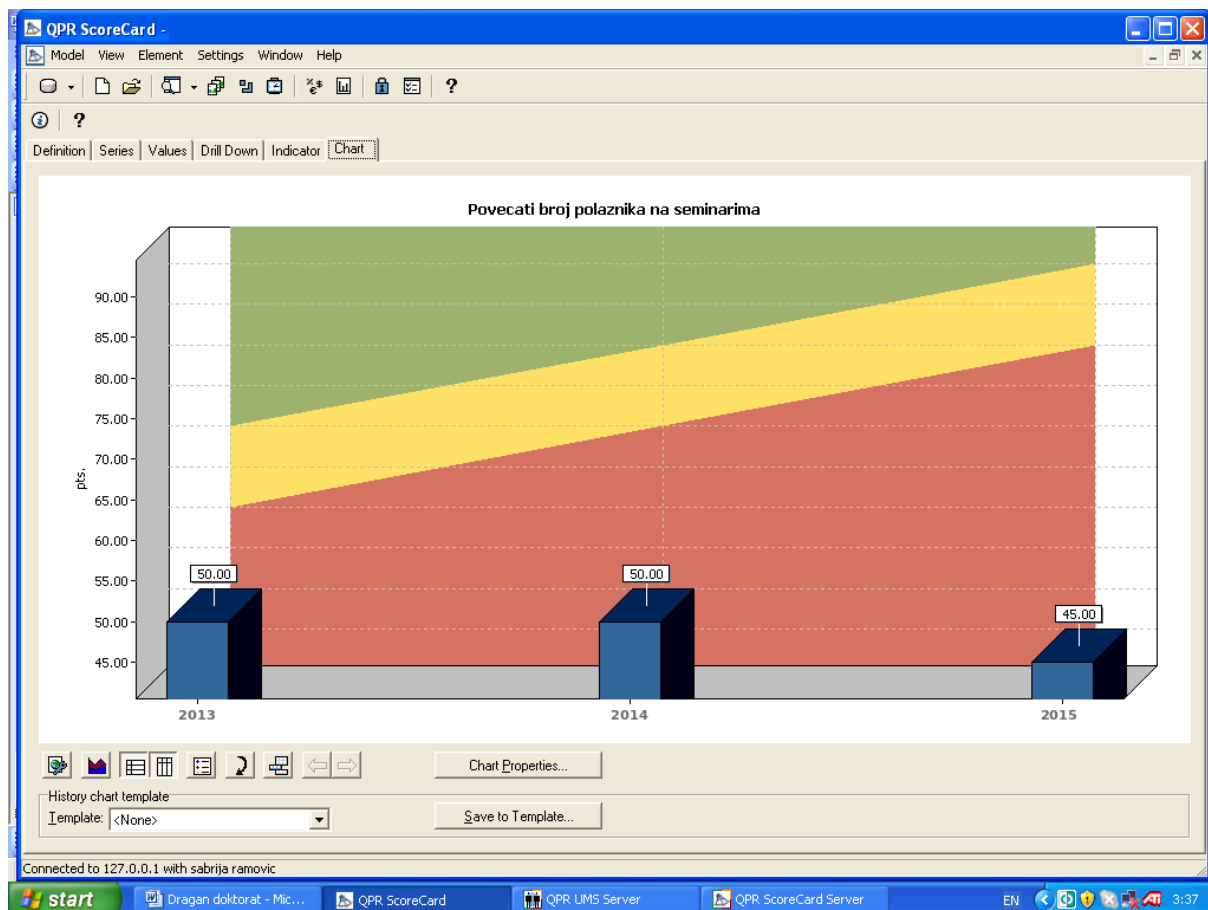 QPR ScoreCard -
Model View Element Settings Window Help
Definition Series Values Drill Down Indicator Chart
Povecati broj polaznika na seminarima
90.00
85.00
80.00
75.00
70.00
65.00
60.00
55.00
50.00
45.00
pts.
50.00
50.00
45.00
2013 2014 2015
Chart Properties...
History chart template
Template: <None>
Save to Template...
Connected to 127.0.0.1 with sabrija ramovic
start Dragan doktorat - Mic... QPR ScoreCard QPR UMS Server QPR ScoreCard Server EN 3:37